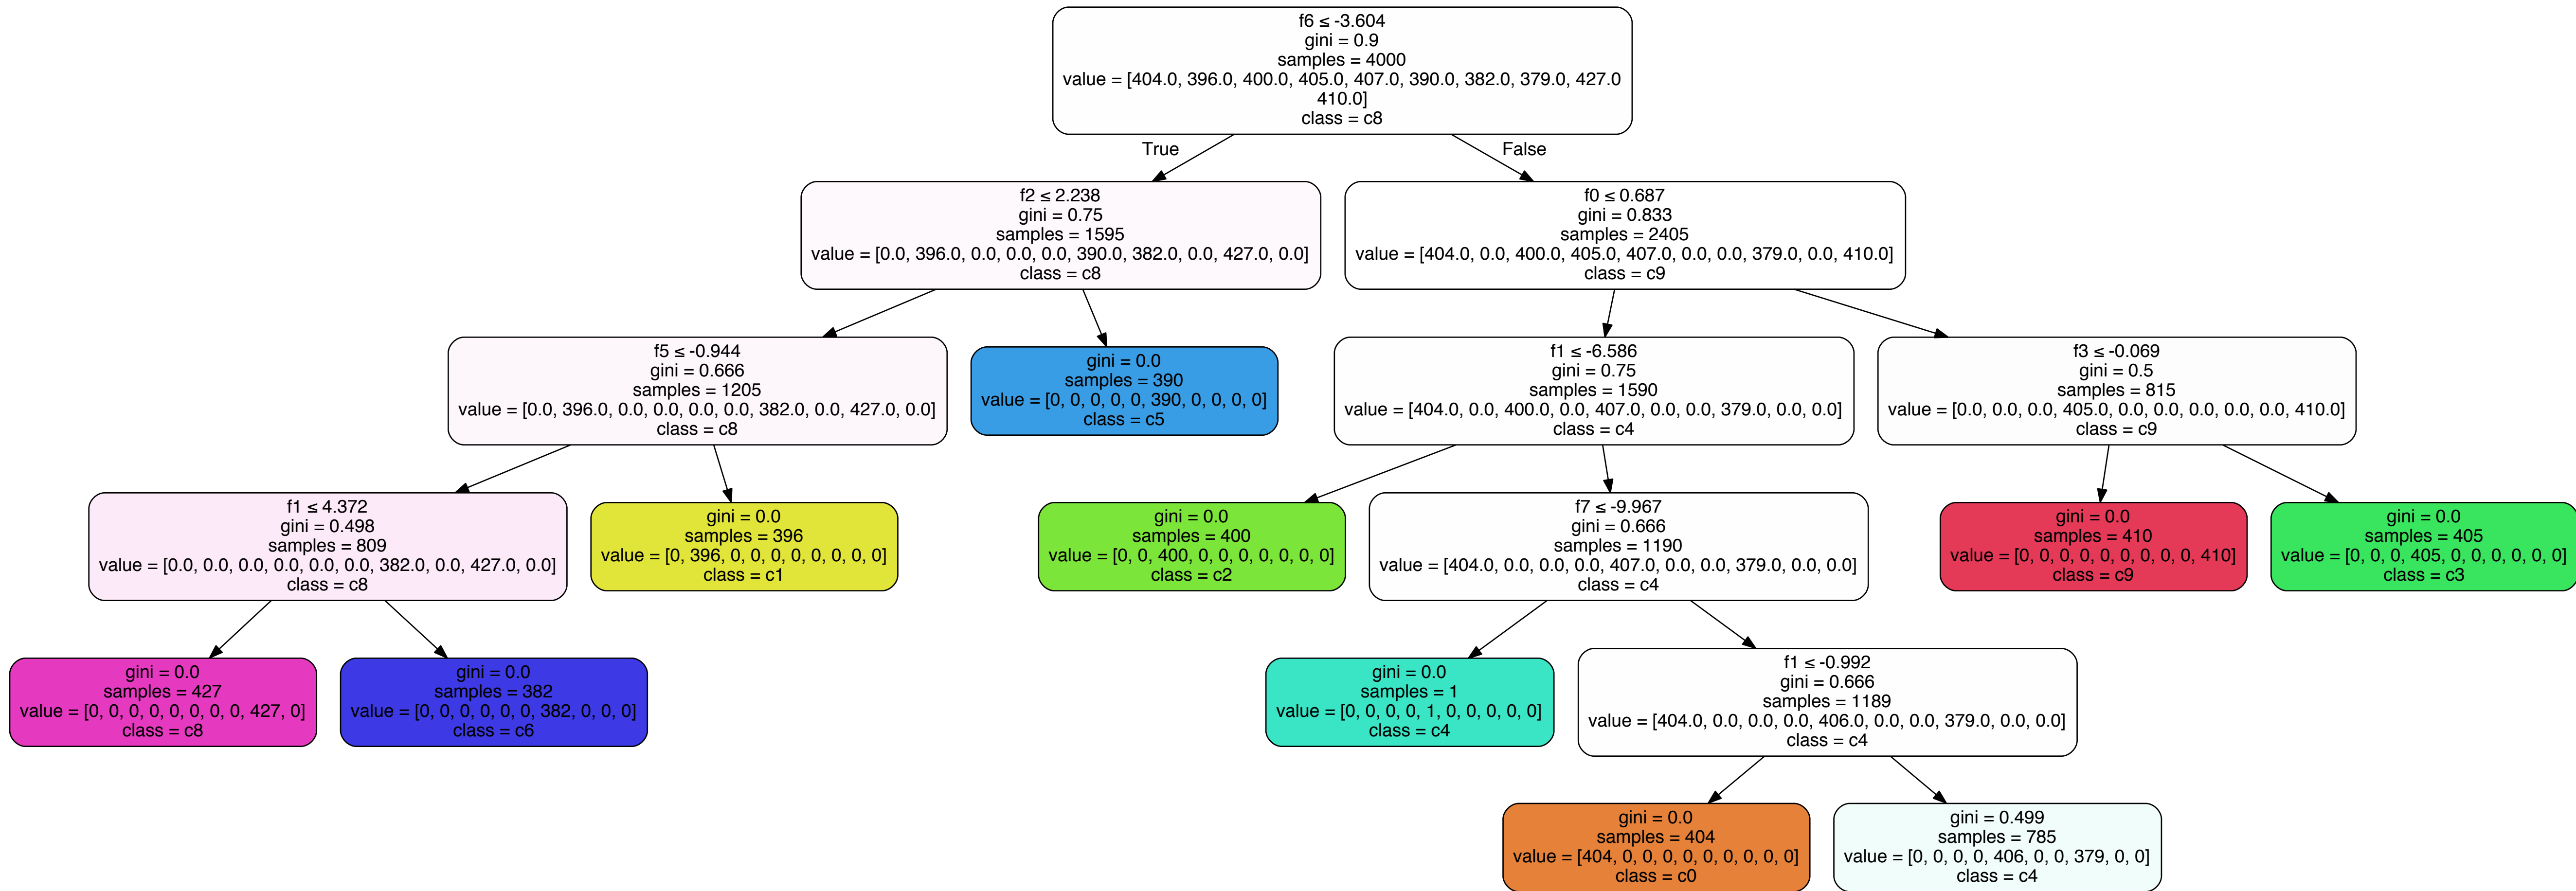 f6 ≤ -3.604
gini = 0.9
samples = 4000
value = [404.0, 396.0, 400.0, 405.0, 407.0, 390.0, 382.0, 379.0, 427.0
410.0]
class = c8
True
False
f2 ≤ 2.238
gini = 0.75
samples = 1595
value = [0.0, 396.0, 0.0, 0.0, 0.0, 390.0, 382.0, 0.0, 427.0, 0.0]
class = c8
f0 ≤ 0.687
gini = 0.833
samples = 2405
value = [404.0, 0.0, 400.0, 405.0, 407.0, 0.0, 0.0, 379.0, 0.0, 410.0]
class = c9
f5 ≤ -0.944
gini = 0.666
samples = 1205
value = [0.0, 396.0, 0.0, 0.0, 0.0, 0.0, 382.0, 0.0, 427.0, 0.0]
class = c8
gini = 0.0
samples = 390
value = [0, 0, 0, 0, 0, 390, 0, 0, 0, 0]
class = c5
f1 ≤ -6.586
gini = 0.75
samples = 1590
value = [404.0, 0.0, 400.0, 0.0, 407.0, 0.0, 0.0, 379.0, 0.0, 0.0]
class = c4
f3 ≤ -0.069
gini = 0.5
samples = 815
value = [0.0, 0.0, 0.0, 405.0, 0.0, 0.0, 0.0, 0.0, 0.0, 410.0]
class = c9
f1 ≤ 4.372
gini = 0.498
samples = 809
value = [0.0, 0.0, 0.0, 0.0, 0.0, 0.0, 382.0, 0.0, 427.0, 0.0]
class = c8
gini = 0.0
samples = 396
value = [0, 396, 0, 0, 0, 0, 0, 0, 0, 0]
class = c1
gini = 0.0
samples = 400
value = [0, 0, 400, 0, 0, 0, 0, 0, 0, 0]
class = c2
f7 ≤ -9.967
gini = 0.666
samples = 1190
value = [404.0, 0.0, 0.0, 0.0, 407.0, 0.0, 0.0, 379.0, 0.0, 0.0]
class = c4
gini = 0.0
samples = 410
value = [0, 0, 0, 0, 0, 0, 0, 0, 0, 410]
class = c9
gini = 0.0
samples = 405
value = [0, 0, 0, 405, 0, 0, 0, 0, 0, 0]
class = c3
gini = 0.0
samples = 427
value = [0, 0, 0, 0, 0, 0, 0, 0, 427, 0]
class = c8
gini = 0.0
samples = 382
value = [0, 0, 0, 0, 0, 0, 382, 0, 0, 0]
class = c6
gini = 0.0
samples = 1
value = [0, 0, 0, 0, 1, 0, 0, 0, 0, 0]
class = c4
f1 ≤ -0.992
gini = 0.666
samples = 1189
value = [404.0, 0.0, 0.0, 0.0, 406.0, 0.0, 0.0, 379.0, 0.0, 0.0]
class = c4
gini = 0.0
samples = 404
value = [404, 0, 0, 0, 0, 0, 0, 0, 0, 0]
class = c0
gini = 0.499
samples = 785
value = [0, 0, 0, 0, 406, 0, 0, 379, 0, 0]
class = c4